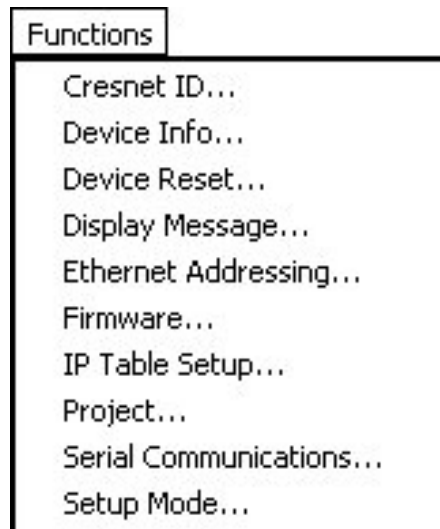 Functions
Cresnet ID...
Device Info...
Device Reset...
Display Message...
Ethernet Addressing...
Firmware...
IP Table Setup...
Project...
Serial Communications...
Setup Mode...